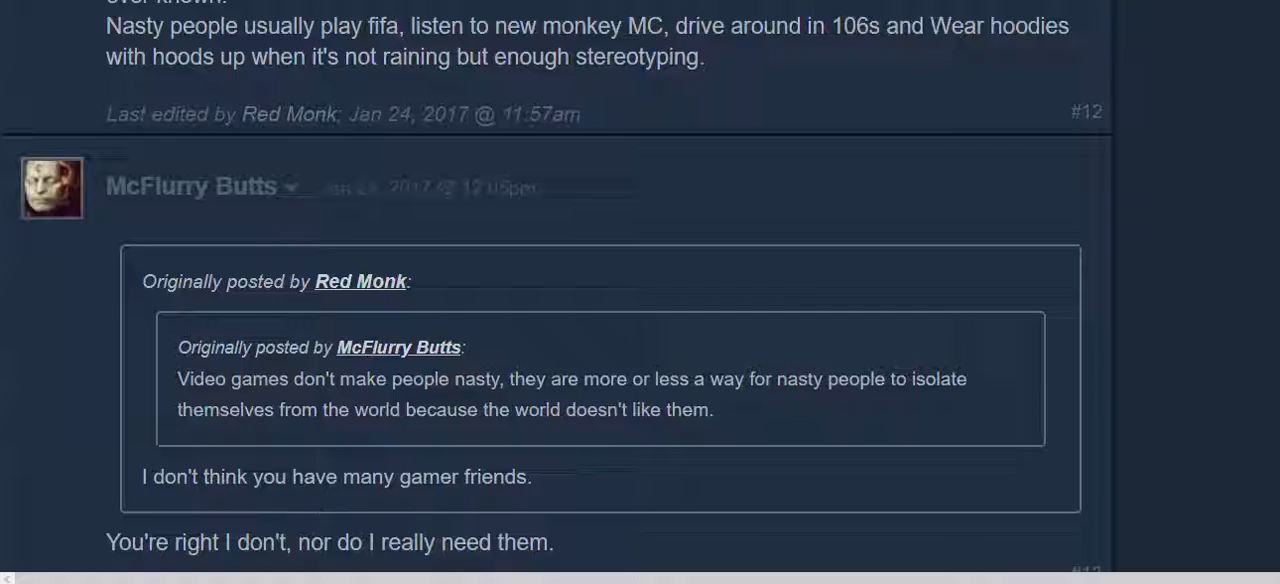 Nasty people usually play fifa, listen to new monkey MC, drive around in 106s and Wear hoodies
with hoods up when it's not raining but enough stereotyping.
Last edited by Red Monk; Jan 24, 2017 @ 11:57am
#12
McFlurry Butts
2017 @ 12:05pm
Originally posted by Red Monk:
Originally posted by McFlurry Butts:
Video games don't make people nasty, they are more or less a way for nasty people to isolate
themselves from the world because the world doesn't like them.
I don't think you have many gamer friends.
You're right I don't, nor do I really need them.